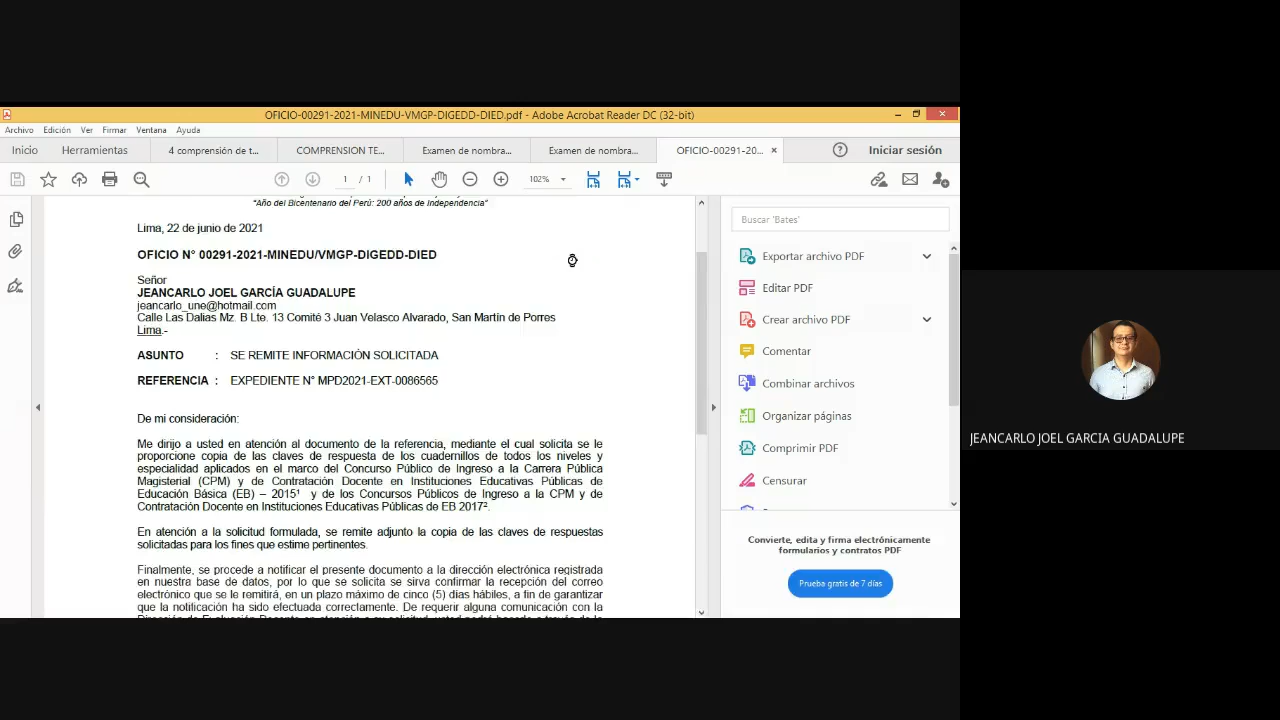 OFICIO-00291-2021-MINEDU-VMGP-DIGEDD-DIED.pdf - Adobe Acrobat Reader DC (32-bit)
Archivo Edición Ver Firmar Ventana Ayuda
Inicio Herramientas 4 comprensión de t... COMPRENSION TE... Examen de nombra... Examen de nombra... OFICIO-00291-20... Iniciar sesión
1 / 1 102%
"Año del Bicentenario del Perú: 200 años de Independencia"
Lima, 22 de junio de 2021
OFICIO N° 00291-2021-MINEDU/VMGP-DIGEDD-DIED
Señor
JEANCARLO JOEL GARCÍA GUADALUPE
jeancarlo_une@hotmail.com
Calle Las Dalias Mz. B Lte. 13 Comité 3 Juan Velasco Alvarado, San Martín de Porres
Lima.-
ASUNTO : SE REMITE INFORMACIÓN SOLICITADA
REFERENCIA : EXPEDIENTE N° MPD2021-EXT-0086565
De mi consideración:
Me dirijo a usted en atención al documento de la referencia, mediante el cual solicita se le
proporcione copia de las claves de respuesta de los cuadernillos de todos los niveles y
especialidad aplicados en el marco del Concurso Público de Ingreso a la Carrera Pública
Magisterial (CPM) y de Contratación Docente en Instituciones Educativas Públicas de
Educación Básica (EB) – 2015¹ y de los Concursos Públicos de Ingreso a la CPM y de
Contratación Docente en Instituciones Educativas Públicas de EB 2017².
En atención a la solicitud formulada, se remite adjunto la copia de las claves de respuestas
solicitadas para los fines que estime pertinentes.
Finalmente, se procede a notificar el presente documento a la dirección electrónica registrada
en nuestra base de datos, por lo que se solicita se sirva confirmar la recepción del correo
electrónico que se le remitirá, en un plazo máximo de cinco (5) días hábiles, a fin de garantizar
que la notificación ha sido efectuada correctamente. De requerir alguna comunicación con la
Buscar 'Bates'
Exportar archivo PDF
Editar PDF
Crear archivo PDF
Comentar
Combinar archivos
Organizar páginas
Comprimir PDF
Censurar
Convierte, edita y firma electrónicamente
formularios y contratos PDF
Prueba gratis de 7 días
JEANCARLO JOEL GARCIA GUADALUPE